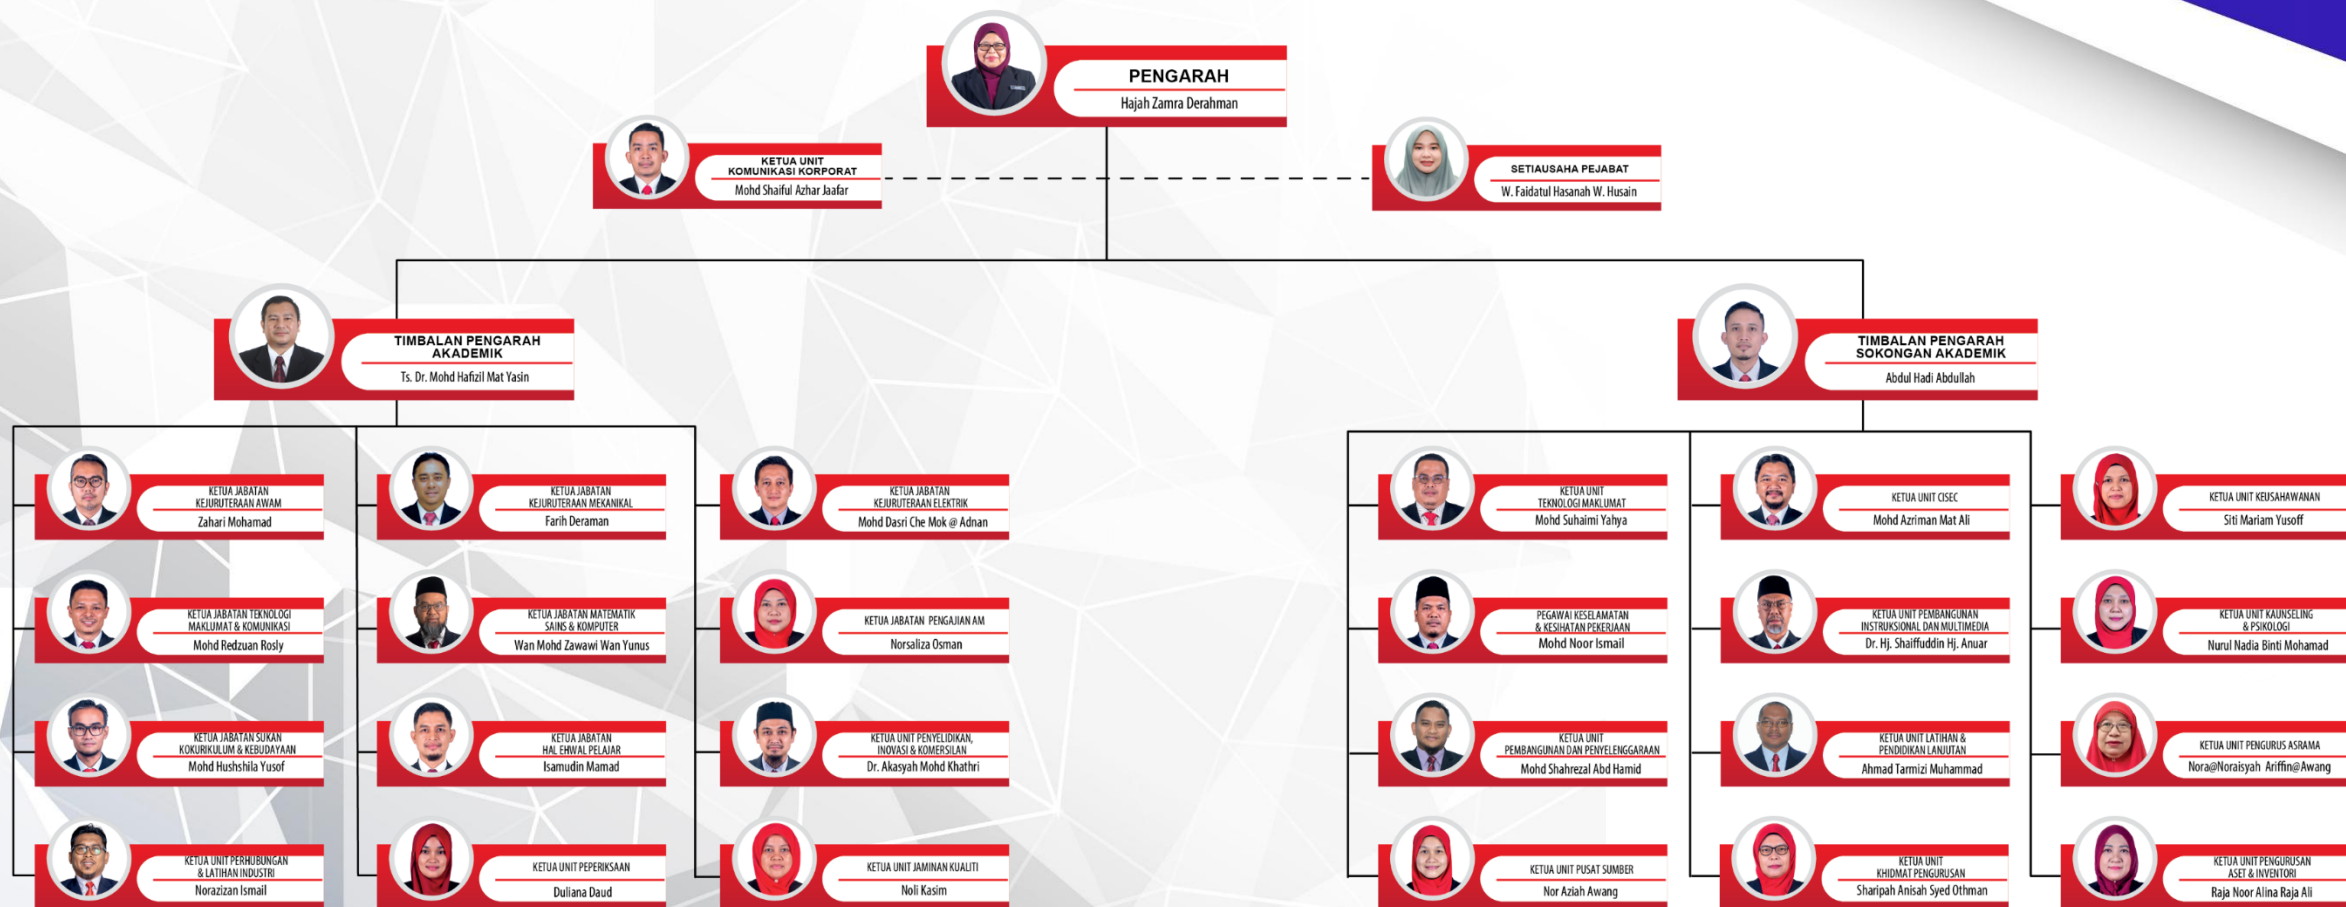 PENGARAH
Hajah Zamra Derahman
KETUA UNIT
KOMUNIKASI KORPORAT
Mohd Shaiful Azhar Jaafar
SETIAUSAHA PEJABAT
W. Faidatul Hasanah W. Husain
TIMBALAN PENGARAH
AKADEMIK
Ts. Dr. Mohd Hafizil Mat Yasin
TIMBALAN PENGARAH
SOKONGAN AKADEMIK
Abdul Hadi Abdullah
KETUA JABATAN
KEJURUTERAAN AWAM
Zahari Mohamad
KETUA JABATAN
KEJURUTERAAN MEKANIKAL
Farih Deraman
KETUA JABATAN
KEJURUTERAAN ELEKTRIK
Mohd Dasri Che Mok @ Adnan
KETUA UNIT
TEKNOLOGI MAKLUMAT
Mohd Suhaimi Yahya
KETUA UNIT CISEC
Mohd Azriman Mat Ali
KETUA UNIT KEUSAHAWANAN
Siti Mariam Yusoff
KETUA JABATAN TEKNOLOGI
MAKLUMAT & KOMUNIKASI
Mohd Redzuan Rosly
KETUA JABATAN MATEMATIK
SAINS & KOMPUTER
Wan Mohd Zawawi Wan Yunus
KETUA JABATAN PENGAJIAN AM
Norsaliza Osman
PEGAWAI KESELAMATAN
& KESIHATAN PEKERJAAN
Mohd Noor Ismail
KETUA UNIT PEMBANGUNAN
INSTRUKSIONAL DAN MULTIMEDIA
Dr. Hj. Shaiffuddin Hj. Anuar
KETUA UNIT KAUNSELING
& PSIKOLOGI
Nurul Nadia Binti Mohamad
KETUA JABATAN SUKAN
KOKURIKULUM & KEBUDAYAAN
Mohd Hushshila Yusof
KETUA JABATAN
HAL EHWAL PELAJAR
Isamudin Mamad
KETUA UNIT PENYELIDIKAN,
INOVASI & KOMERSILAN
Dr. Akasyah Mohd Khathri
KETUA UNIT
PEMBANGUNAN DAN PENYELENGGARAAN
Mohd Shahrezal Abd Hamid
KETUA UNIT LATIHAN &
PENDIDIKAN LANJUTAN
Ahmad Tarmizi Muhammad
KETUA UNIT PENGURUS ASRAMA
Nora@Noraisyah Ariffin@Awang
KETUA UNIT PERHUBUNGAN
& LATIHAN INDUSTRI
Norazizan Ismail
KETUA UNIT PEPERIKSAAN
Duliana Daud
KETUA UNIT JAMINAN KUALITI
Noli Kasim
KETUA UNIT PUSAT SUMBER
Nor Aziah Awang
KETUA UNIT
KHIDMAT PENGURUSAN
Sharipah Anisah Syed Othman
KETUA UNIT PENGURUSAN
ASET & INVENTORI
Raja Noor Alina Raja Ali